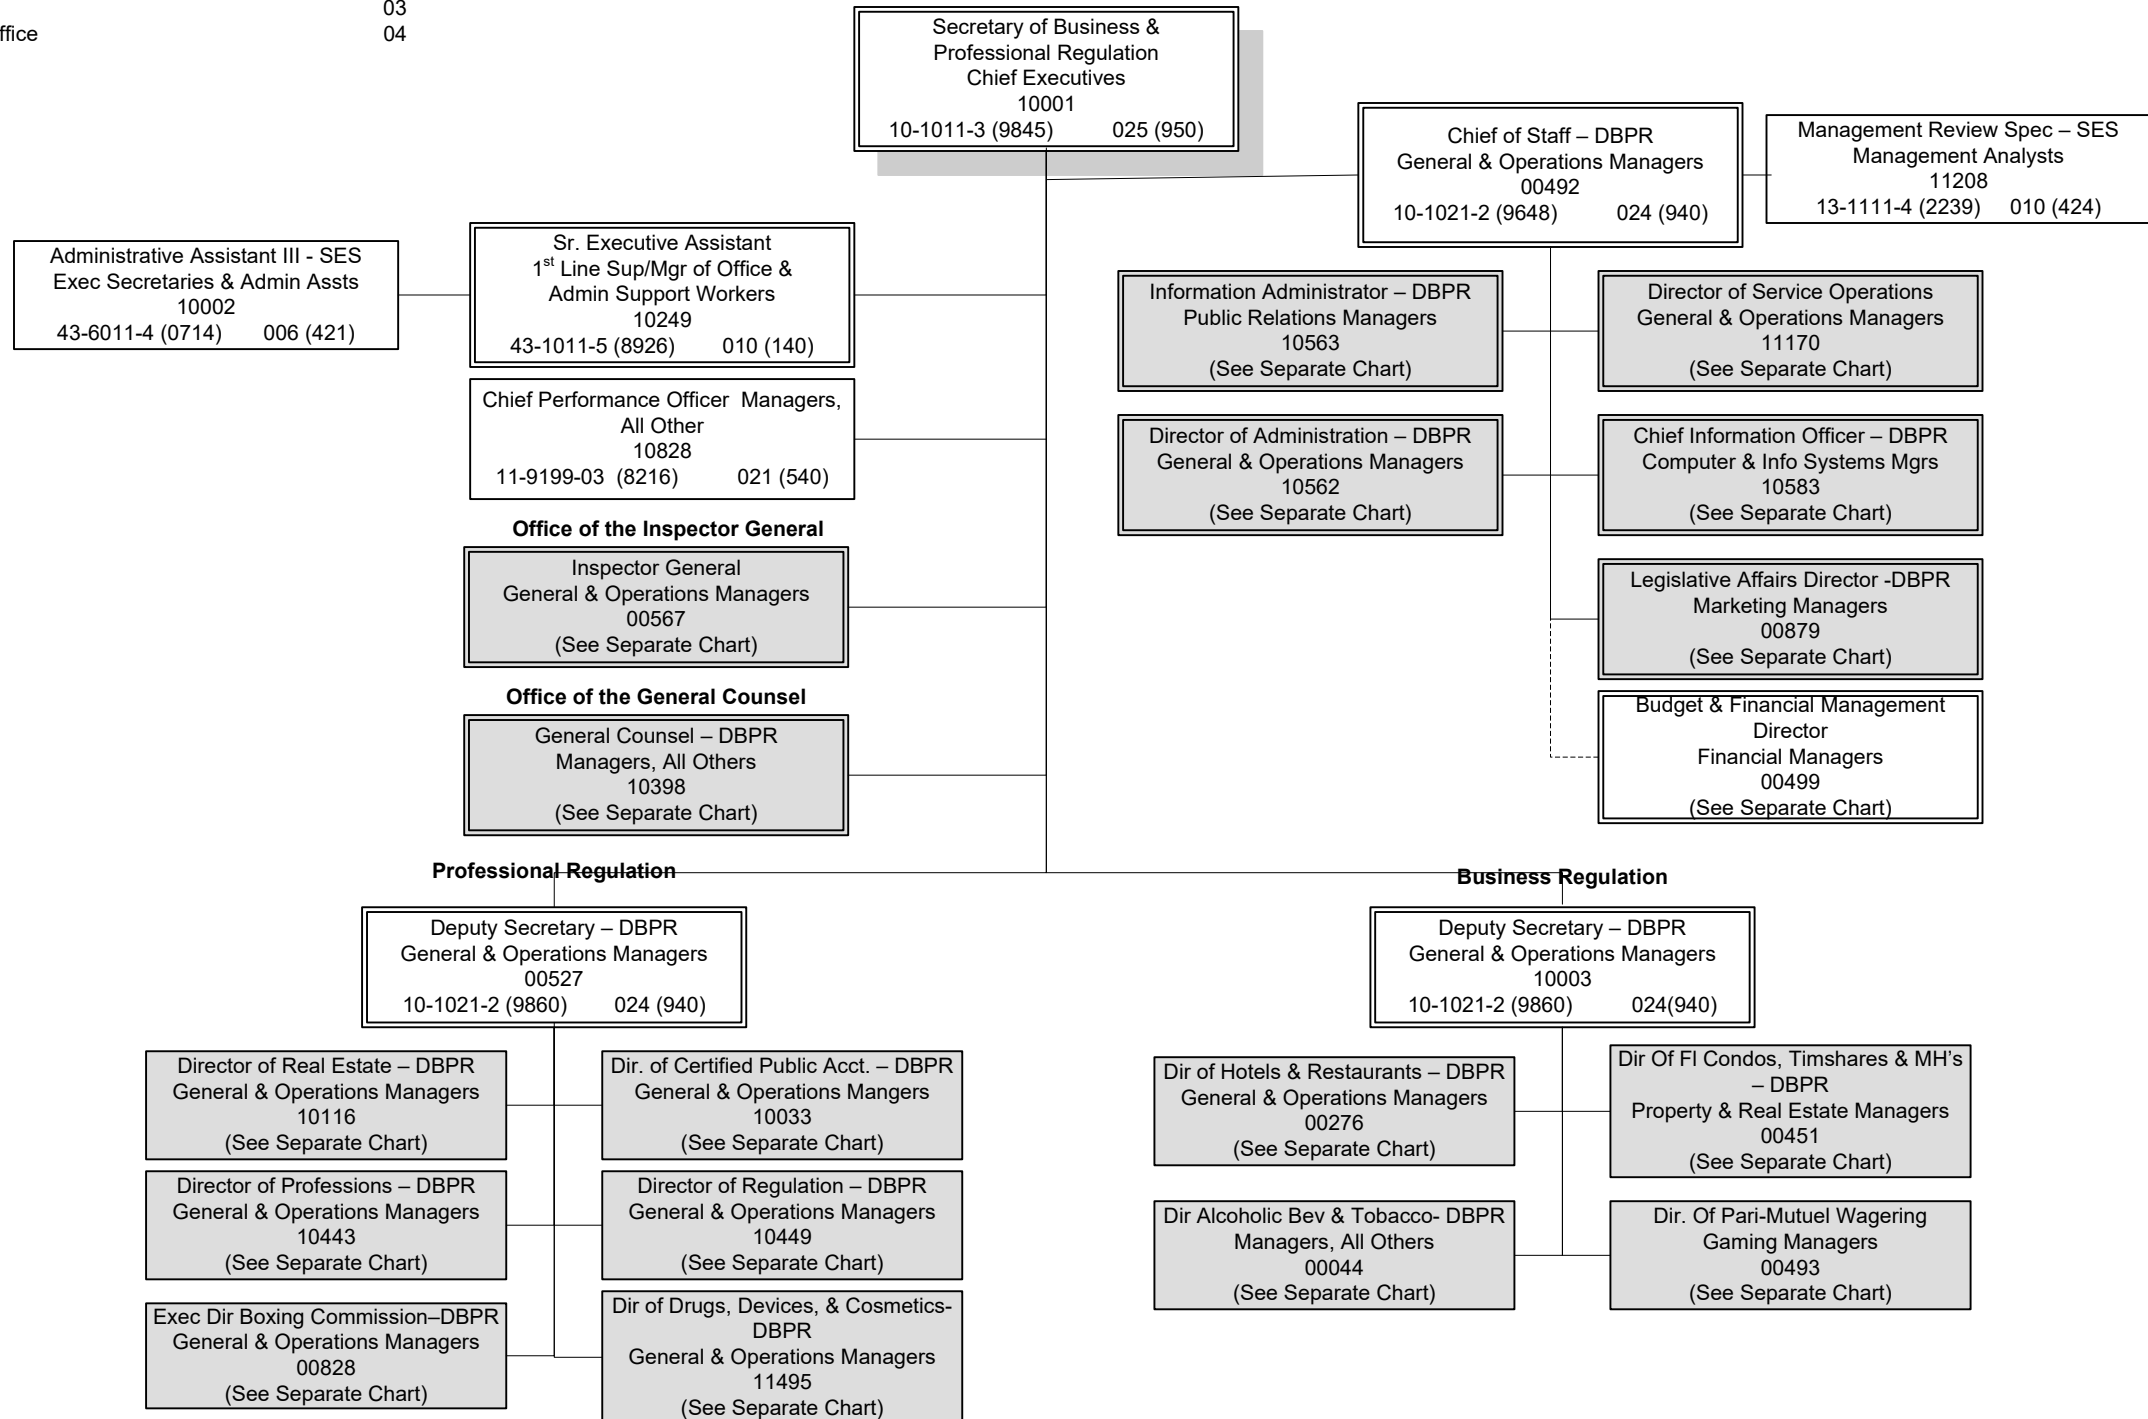 03
ffice 04
Secretary of Business &
Professional Regulation
Chief Executives
10001
10-1011-3 (9845) 025 (950)
Chief of Staff – DBPR
General & Operations Managers
00492
10-1021-2 (9648) 024 (940)
Management Review Spec – SES
Management Analysts
11208
13-1111-4 (2239) 010 (424)
Administrative Assistant III - SES
Exec Secretaries & Admin Assts
10002
43-6011-4 (0714) 006 (421)
Sr. Executive Assistant
1st Line Sup/Mgr of Office &
Admin Support Workers
10249
43-1011-5 (8926) 010 (140)
Information Administrator – DBPR
Public Relations Managers
10563
(See Separate Chart)
Director of Service Operations
General & Operations Managers
11170
(See Separate Chart)
Chief Performance Officer Managers,
All Other
10828
11-9199-03 (8216) 021 (540)
Director of Administration – DBPR
General & Operations Managers
10562
(See Separate Chart)
Chief Information Officer – DBPR
Computer & Info Systems Mgrs
10583
(See Separate Chart)
Office of the Inspector General
Inspector General
General & Operations Managers
00567
(See Separate Chart)
Legislative Affairs Director -DBPR
Marketing Managers
00879
(See Separate Chart)
Office of the General Counsel
General Counsel – DBPR
Managers, All Others
10398
(See Separate Chart)
Budget & Financial Management
Director
Financial Managers
00499
(See Separate Chart)
Professional Regulation
Deputy Secretary – DBPR
General & Operations Managers
00527
10-1021-2 (9860) 024 (940)
Business Regulation
Deputy Secretary – DBPR
General & Operations Managers
10003
10-1021-2 (9860) 024(940)
Director of Real Estate – DBPR
General & Operations Managers
10116
(See Separate Chart)
Dir. of Certified Public Acct. – DBPR
General & Operations Mangers
10033
(See Separate Chart)
Dir of Hotels & Restaurants – DBPR
General & Operations Managers
00276
(See Separate Chart)
Dir Of Fl Condos, Timshares & MH’s
– DBPR
Property & Real Estate Managers
00451
(See Separate Chart)
Director of Professions – DBPR
General & Operations Managers
10443
(See Separate Chart)
Director of Regulation – DBPR
General & Operations Managers
10449
(See Separate Chart)
Dir Alcoholic Bev & Tobacco- DBPR
Managers, All Others
00044
(See Separate Chart)
Dir. Of Pari-Mutuel Wagering
Gaming Managers
00493
(See Separate Chart)
Exec Dir Boxing Commission–DBPR
General & Operations Managers
00828
(See Separate Chart)
Dir of Drugs, Devices, & Cosmetics-
DBPR
General & Operations Managers
11495
(See Separate Chart)